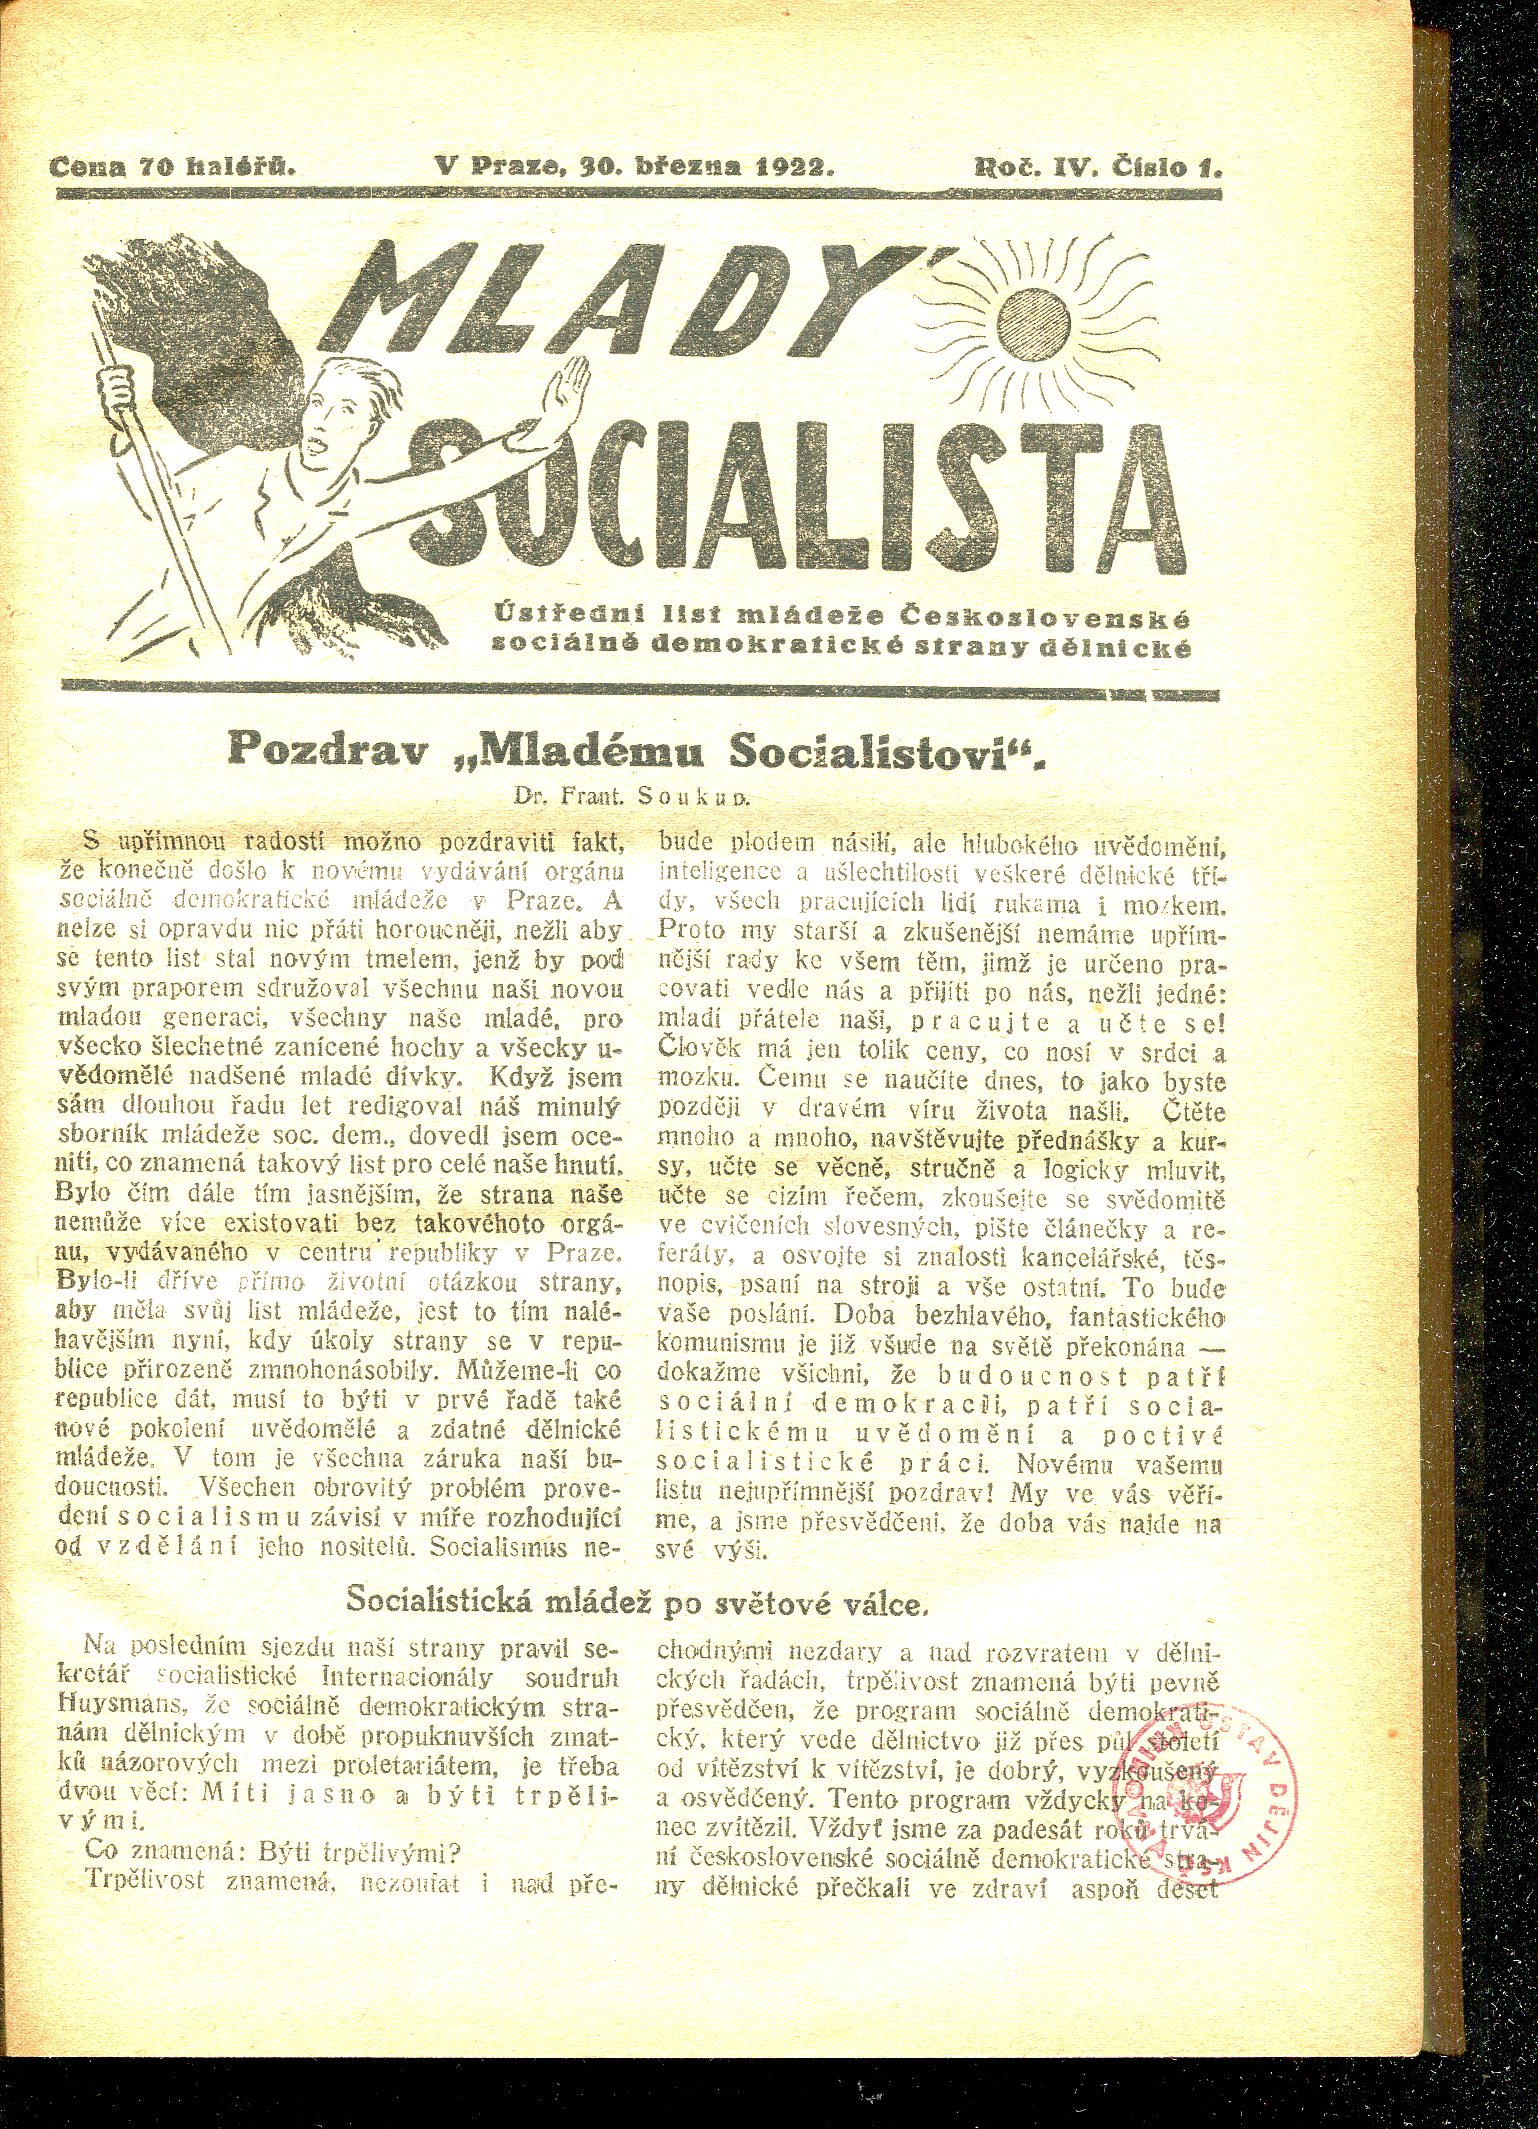 Cena 70 haléřů. V Praze, 30. března 1922. Roč. IV. Číslo 1.
MLADÝ
SOCIALISTA
Ústřední list mládeže Československé
sociálně demokratické strany dělnické
Pozdrav „Mladému Socialistovi“.
Dr. Frant. Soukup.
S upřímnou radostí možno pozdraviti fakt,
že konečně došlo k novému vydávání orgánu
sociálně demokratické mládeže v Praze. A
nelze si opravdu nic přáti horoucněji, nežli aby
se tento list stal novým tmelem, jenž by pod
svým praporem sdružoval všechnu naši novou
mladou generaci, všechny naše mladé, pro
všecko šlechetné zanícené hochy a všecky u-
vědomělé nadšené mladé dívky. Když jsem
sám dlouhou řadu let redigoval náš minulý
sborník mládeže soc. dem., dovedl jsem oce-
niti, co znamená takový list pro celé naše hnutí.
Bylo čím dále tím jasnějším, že strana naše
nemůže více existovati bez takovéhoto orgá-
nu, vydávaného v centru republiky v Praze.
Bylo-li dříve přímo životní otázkou strany,
aby měla svůj list mládeže, jest to tím nalé-
havějším nyní, kdy úkoly strany se v repu-
blice přirozeně zmnohonásobily. Můžeme-li co
republice dát, musí to býti v prvé řadě také
nové pokolení uvědomělé a zdatné dělnické
mládeže. V tom je všechna záruka naší bu-
doucnosti. Všechen obrovitý problém prove-
dení socialismu závisí v míře rozhodující
od vzdělání jeho nositelů. Socialismus ne-
bude plodem násilí, ale hlubokého uvědomění,
inteligence a ušlechtilosti veškeré dělnické tří-
dy, všech pracujících lidí rukama i mozkem.
Proto my starší a zkušenější nemáme upřím-
nější rady ke všem těm, jimž je určeno pra-
covati vedle nás a přijíti po nás, nežli jedné:
mladí přátele naši, pracujte a učte se!
Člověk má jen tolik ceny, co nosí v srdci a
mozku. Čemu se naučíte dnes, to jako byste
později v dravém víru života našli. Čtěte
mnoho a mnoho, navštěvujte přednášky a kur-
sy, učte se věcně, stručně a logicky mluvit,
učte se cizím řečem, zkoušejte se svědomitě
ve cvičeních slovesných, pište článečky a re-
feráty, a osvojte si znalosti kancelářské, těs-
nopis, psaní na stroji a vše ostatní. To bude
vaše poslání. Doba bezhlavého, fantastického
komunismu je již všude na světě překonána —
dokažme všichni, že budoucnost patří
sociální demokracii, patří socia-
listickému uvědomění a poctivé
socialistické práci. Novému vašemu
listu nejupřímnější pozdrav! My ve vás věří-
me, a jsme přesvědčeni, že doba vás najde na
své výši.
Socialistická mládež po světové válce.
Na posledním sjezdu naší strany pravil se-
kretář socialistické Internacionály soudruh
Huysmans, že sociálně demokratickým stra-
nám dělnickým v době propuknuvších zmat-
ků názorových mezi proletariátem, je třeba
dvou věcí: Míti jasno a býti trpěli-
vými.
Co znamená: Býti trpělivými?
Trpělivost znamená, nezoufat i nad pře-
chodnými nezdary a nad rozvratem v dělni-
ckých řadách, trpělivost znamená býti pevně
přesvědčen, že program sociálně demokrati-
cký, který vede dělnictvo již přes půl století
od vítězství k vítězství, je dobrý, vyzkoušený
a osvědčený. Tento program vždycky na ko-
nec zvítězil. Vždyť jsme za padesát roků trvá-
ní československé sociálně demokratické stra-
ny dělnické přečkali ve zdraví aspoň deset
ÚSTAV DĚJIN KSČ